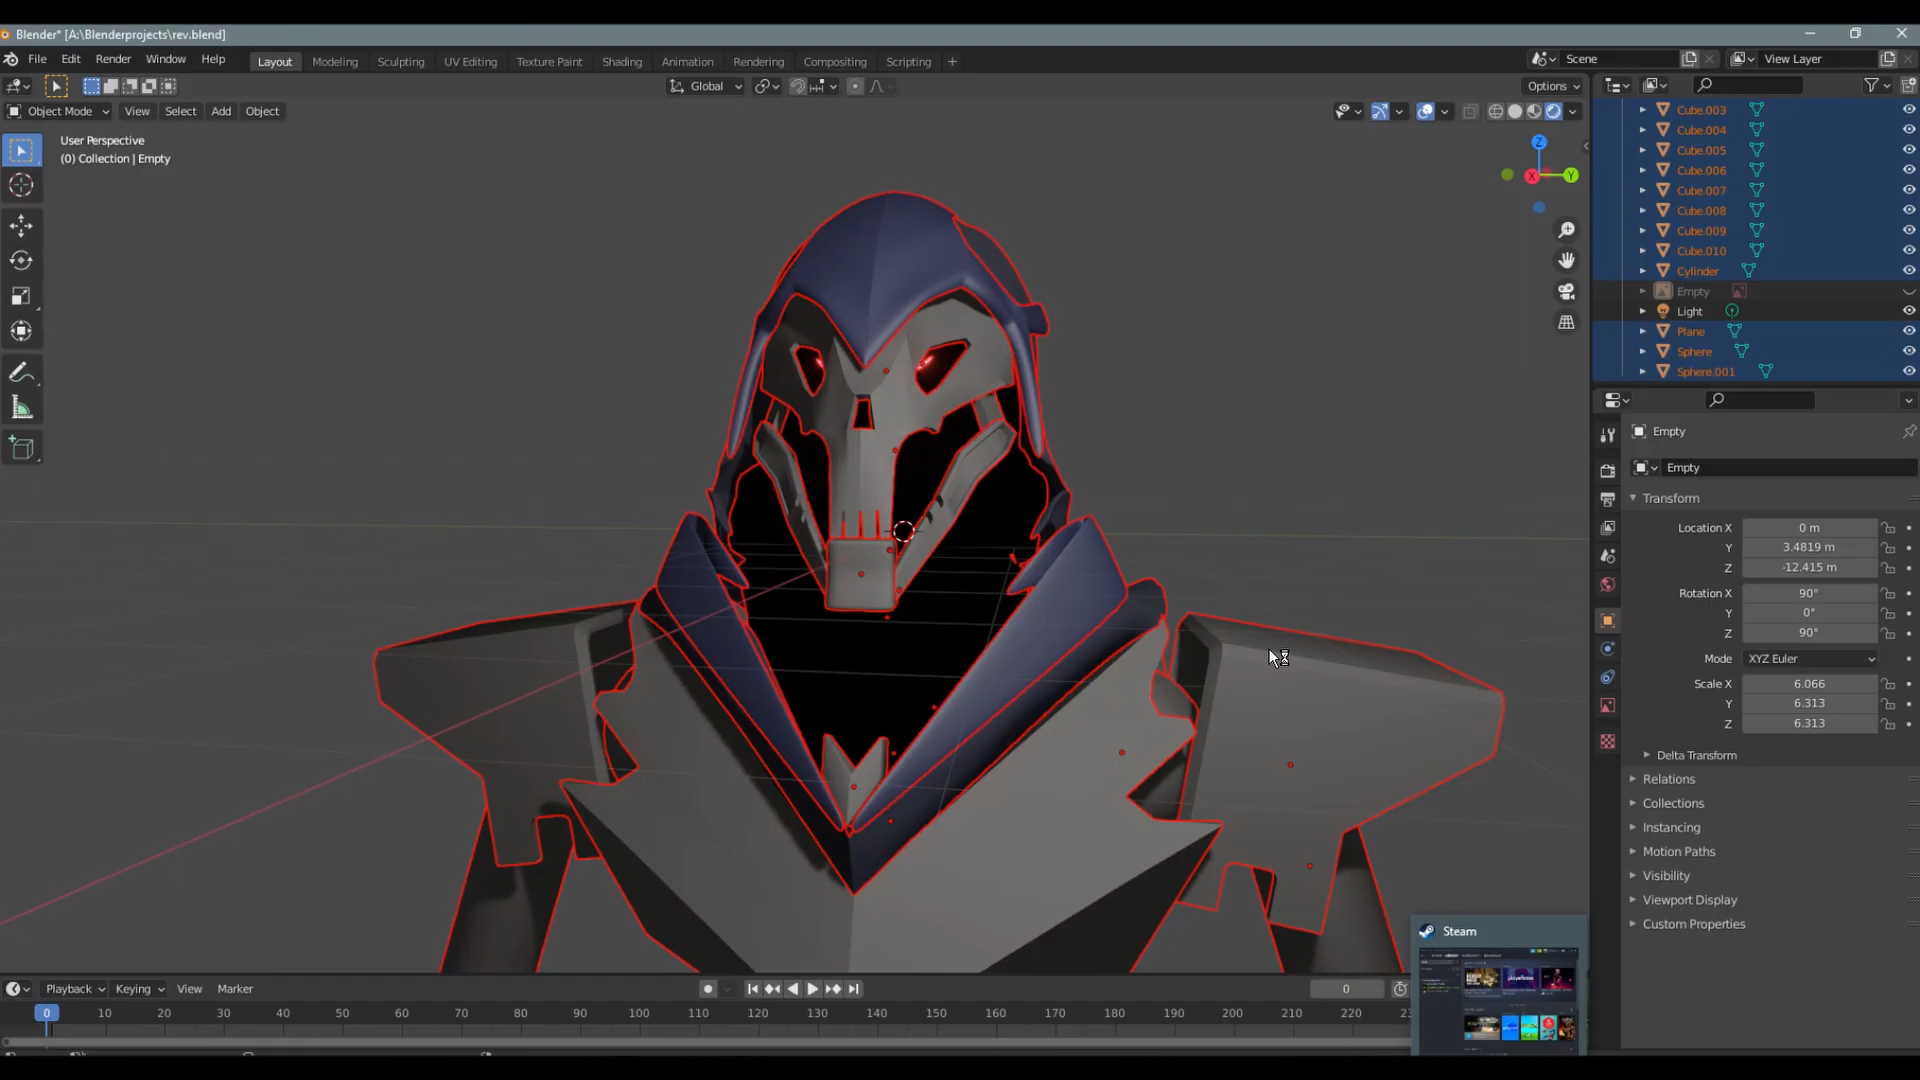 Blender* [A:\Blenderprojects\rev.blend]
File Edit Render Window Help
Layout Modeling Sculpting UV Editing Texture Paint Shading Animation Rendering Compositing Scripting +
Scene
View Layer
Global
Options
Object Mode View Select Add Object
User Perspective
(0) Collection | Empty
Z
X
Y
Cube.003
Cube.004
Cube.005
Cube.006
Cube.007
Cube.008
Cube.009
Cube.010
Cylinder
Empty
Light
Plane
Sphere
Sphere.001
Empty
Empty
Transform
Location X 0 m
Y 3.4819 m
Z -12.415 m
Rotation X 90°
Y 0°
Z 90°
Mode XYZ Euler
Scale X 6.066
Y 6.313
Z 6.313
Delta Transform
Relations
Collections
Instancing
Motion Paths
Visibility
Viewport Display
Custom Properties
Steam
Playback Keying View Marker
0
0 10 20 30 40 50 60 70 80 90 100 110 120 130 140 150 160 170 180 190 200 210 220